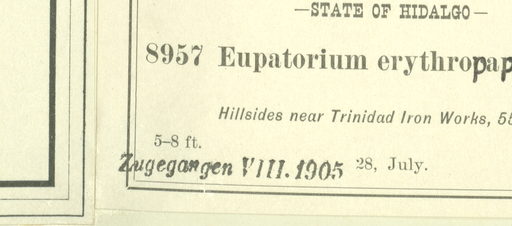 —STATE OF HIDALGO—
8957 Eupatorium erythropap
Hillsides near Trinidad Iron Works, 55
5–8 ft.
Zugegangen VIII. 1905 28, July.